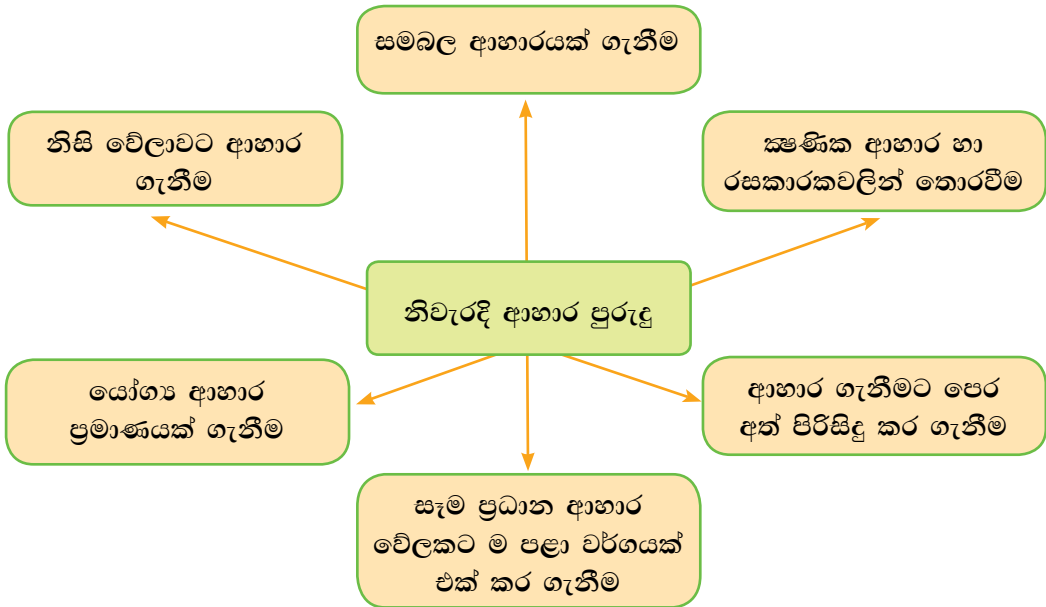 සමබල ආහාරයක් ගැනීම
නිසි වේලාවට ආහාර
ගැනීම
ක්‍ෂණික ආහාර හා
රසකාරකවලින් තොරවීම
නිවැරදි ආහාර පුරුදු
යෝග්‍ය ආහාර
ප්‍රමාණයක් ගැනීම
ආහාර ගැනීමට පෙර
අත් පිරිසිදු කර ගැනීම
සෑම ප්‍රධාන ආහාර
වේලකට ම පළා වර්ගයක්
එක් කර ගැනීම